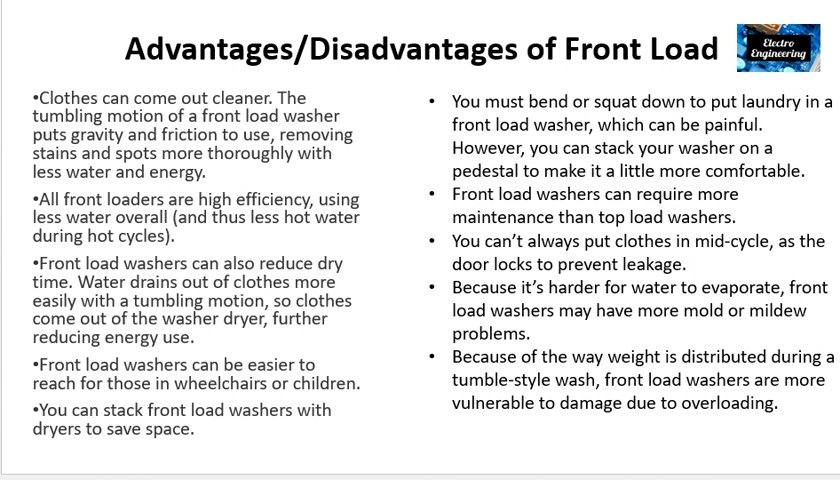 Advantages/Disadvantages of Front Load
Electro
Engineering
•Clothes can come out cleaner. The
tumbling motion of a front load washer
puts gravity and friction to use, removing
stains and spots more thoroughly with
less water and energy.
•All front loaders are high efficiency, using
less water overall (and thus less hot water
during hot cycles).
•Front load washers can also reduce dry
time. Water drains out of clothes more
easily with a tumbling motion, so clothes
come out of the washer dryer, further
reducing energy use.
•Front load washers can be easier to
reach for those in wheelchairs or children.
•You can stack front load washers with
dryers to save space.
• You must bend or squat down to put laundry in a
front load washer, which can be painful.
However, you can stack your washer on a
pedestal to make it a little more comfortable.
• Front load washers can require more
maintenance than top load washers.
• You can’t always put clothes in mid-cycle, as the
door locks to prevent leakage.
• Because it’s harder for water to evaporate, front
load washers may have more mold or mildew
problems.
• Because of the way weight is distributed during a
tumble-style wash, front load washers are more
vulnerable to damage due to overloading.